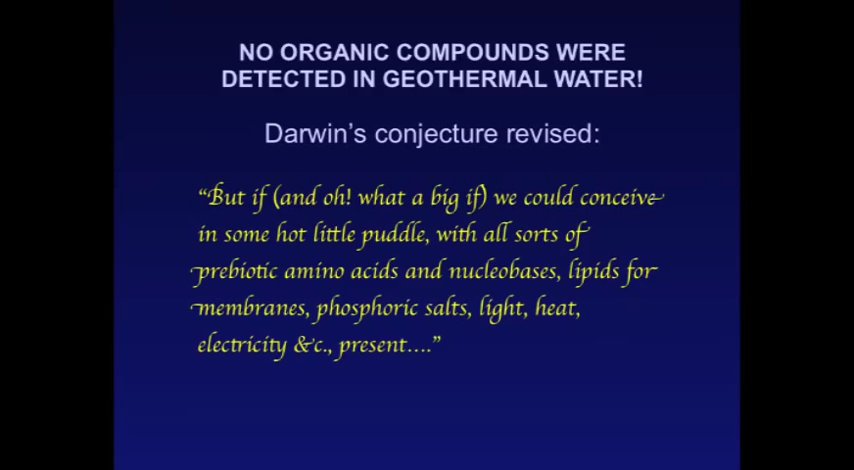 NO ORGANIC COMPOUNDS WERE
DETECTED IN GEOTHERMAL WATER!
Darwin's conjecture revised:
"But if (and oh! what a big if) we could conceive
in some hot little puddle, with all sorts of
prebiotic amino acids and nucleobases, lipids for
membranes, phosphoric salts, light, heat,
electricity &c., present...."